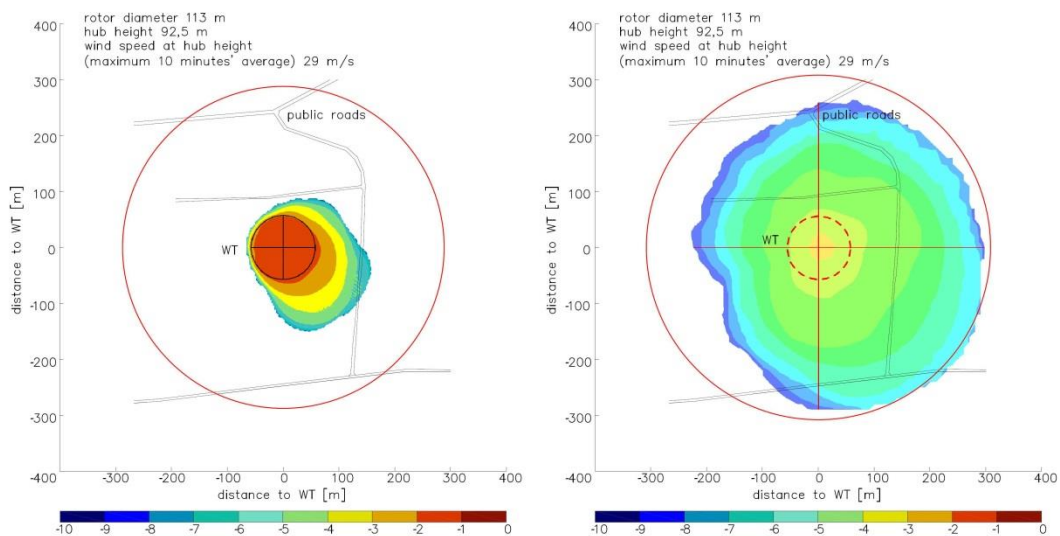 rotor diameter 113 m
hub height 92,5 m
wind speed at hub height
(maximum 10 minutes' average) 29 m/s
400
300
200
100
0
-100
-200
-300
-400
distance to WT [m]
public roads
WT
-300 -200 -100 0 100 200 300 400
distance to WT [m]
-10 -9 -8 -7 -6 -5 -4 -3 -2 -1 0
rotor diameter 113 m
hub height 92,5 m
wind speed at hub height
(maximum 10 minutes' average) 29 m/s
400
300
200
100
0
-100
-200
-300
-400
distance to WT [m]
public roads
WT
-300 -200 -100 0 100 200 300 400
distance to WT [m]
-10 -9 -8 -7 -6 -5 -4 -3 -2 -1 0